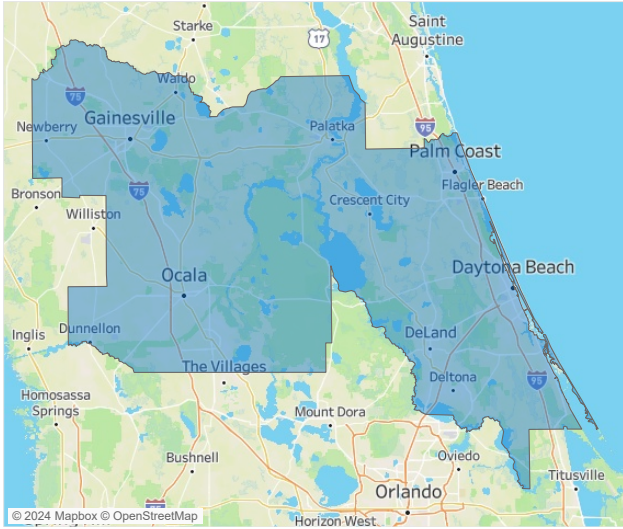 Saint
Augustine
Starke
17
Waldo
75
Gainesville
Newberry
Palatka
95
Palm Coast
75
Flagler Beach
Bronson
Crescent City
Williston
Ocala
Daytona Beach
Dunnellon
Inglis
DeLand
The Villages
Deltona
95
Homosassa
Springs
Mount Dora
Bushnell
Oviedo
Titusville
Orlando
© 2024 Mapbox © OpenStreetMap
Horizon West